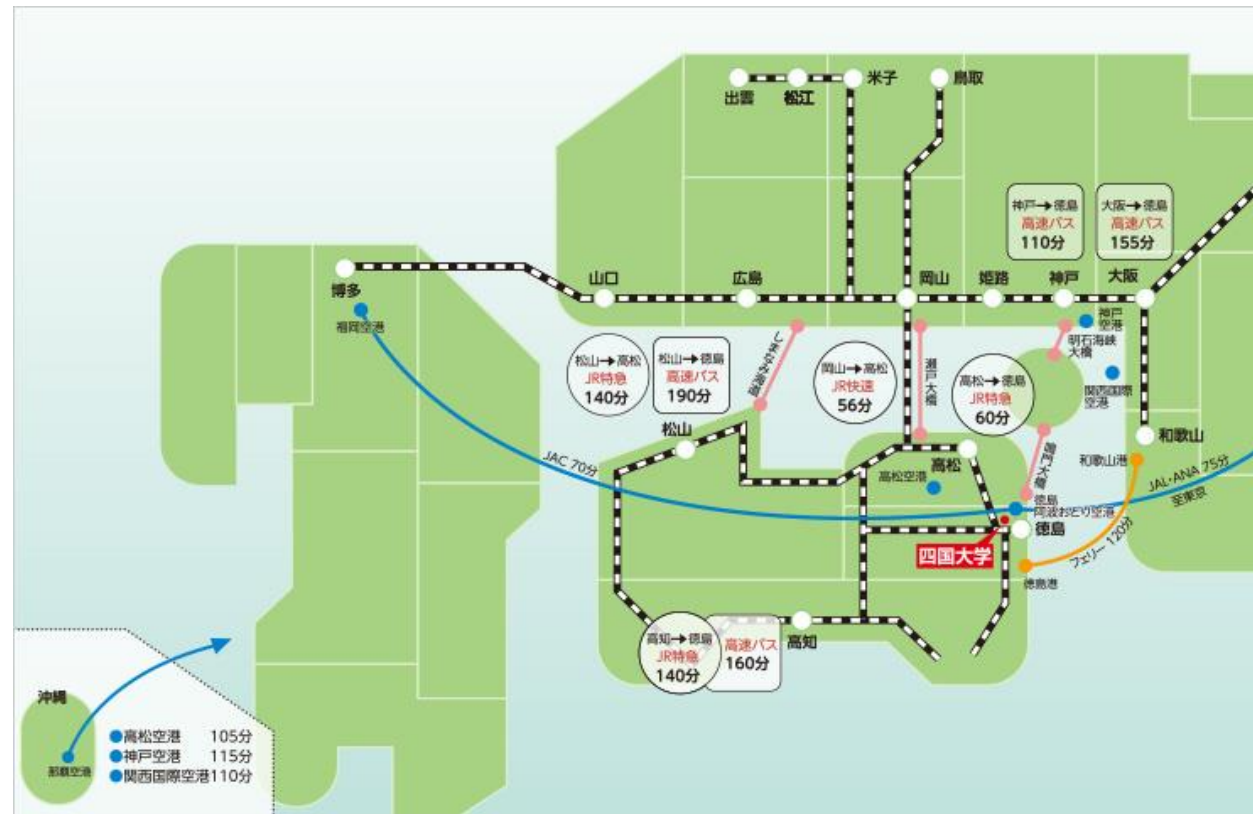 出雲
松江
米子
鳥取
神戸→徳島
高速バス
110分
大阪→徳島
高速バス
155分
博多
福岡空港
山口
広島
岡山
姫路
神戸
大阪
神戸
空港
明石海峡
大橋
関西国際
空港
松山→高松
JR特急
140分
松山→徳島
高速バス
190分
しまなみ海道
岡山→高松
JR快速
56分
瀬戸大橋
高松→徳島
JR特急
60分
鳴門大橋
松山
JAC 70分
高松
高松空港
和歌山
和歌山港
徳島
阿波おどり空港
JAL・ANA 75分
至東京
四国大学
徳島
フェリー 120分
徳島港
高知→徳島
JR特急
140分
高速バス
160分
高知
沖縄
那覇空港
高松空港 105分
神戸空港 115分
関西国際空港110分